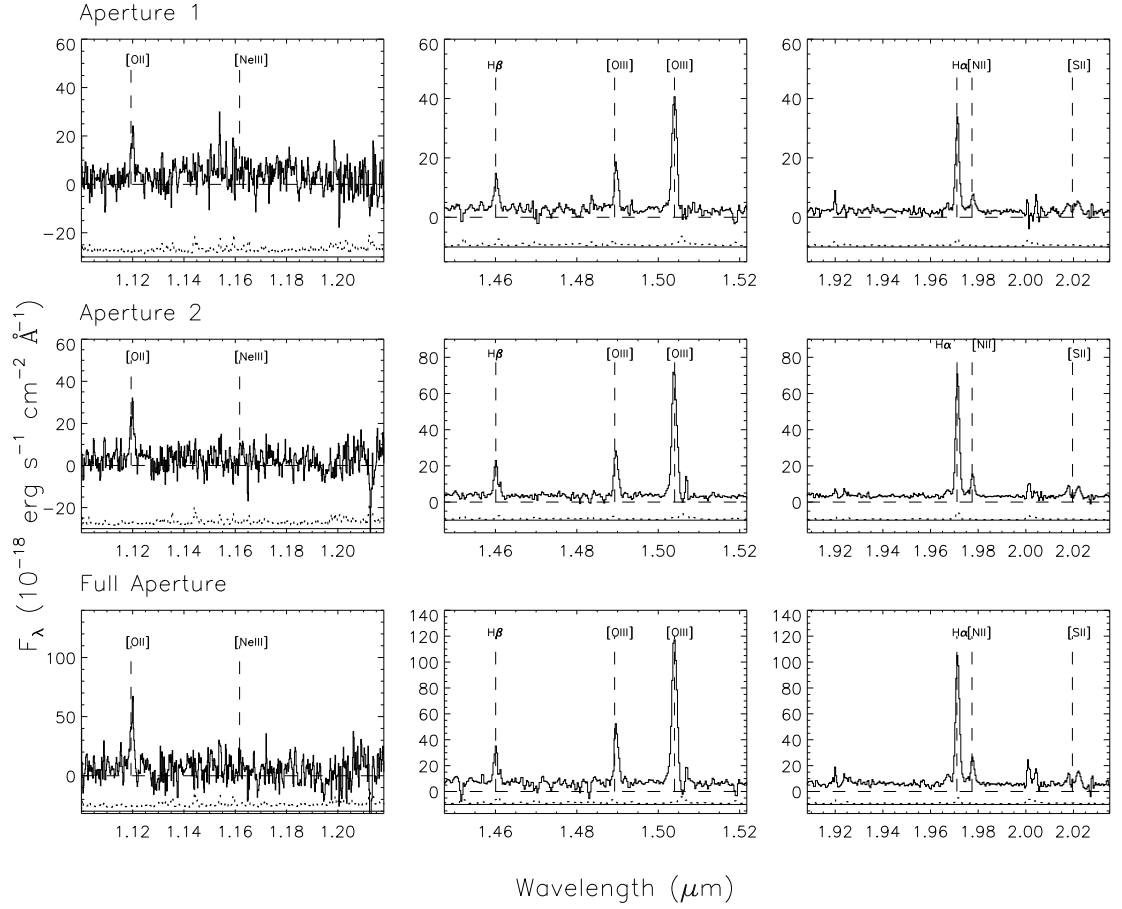 Aperture 1
[OII] [NeIII]
Hβ [OIII] [OIII]
Hα [NII] [SII]
60
40
20
0
−20
1.12 1.14 1.16 1.18 1.20
60
40
20
0
1.46 1.48 1.50 1.52
60
40
20
0
1.92 1.94 1.96 1.98 2.00 2.02
Aperture 2
[OII] [NeIII]
Hβ [OIII] [OIII]
Hα [NII] [SII]
60
40
20
0
−20
1.12 1.14 1.16 1.18 1.20
80
60
40
20
0
1.46 1.48 1.50 1.52
80
60
40
20
0
1.92 1.94 1.96 1.98 2.00 2.02
Full Aperture
[OII] [NeIII]
Hβ [OIII] [OIII]
Hα [NII] [SII]
100
50
0
1.12 1.14 1.16 1.18 1.20
140
120
100
80
60
40
20
0
1.46 1.48 1.50 1.52
140
120
100
80
60
40
20
0
1.92 1.94 1.96 1.98 2.00 2.02
Fλ (10⁻¹⁸ erg s⁻¹ cm⁻² Å⁻¹)
Wavelength (μm)